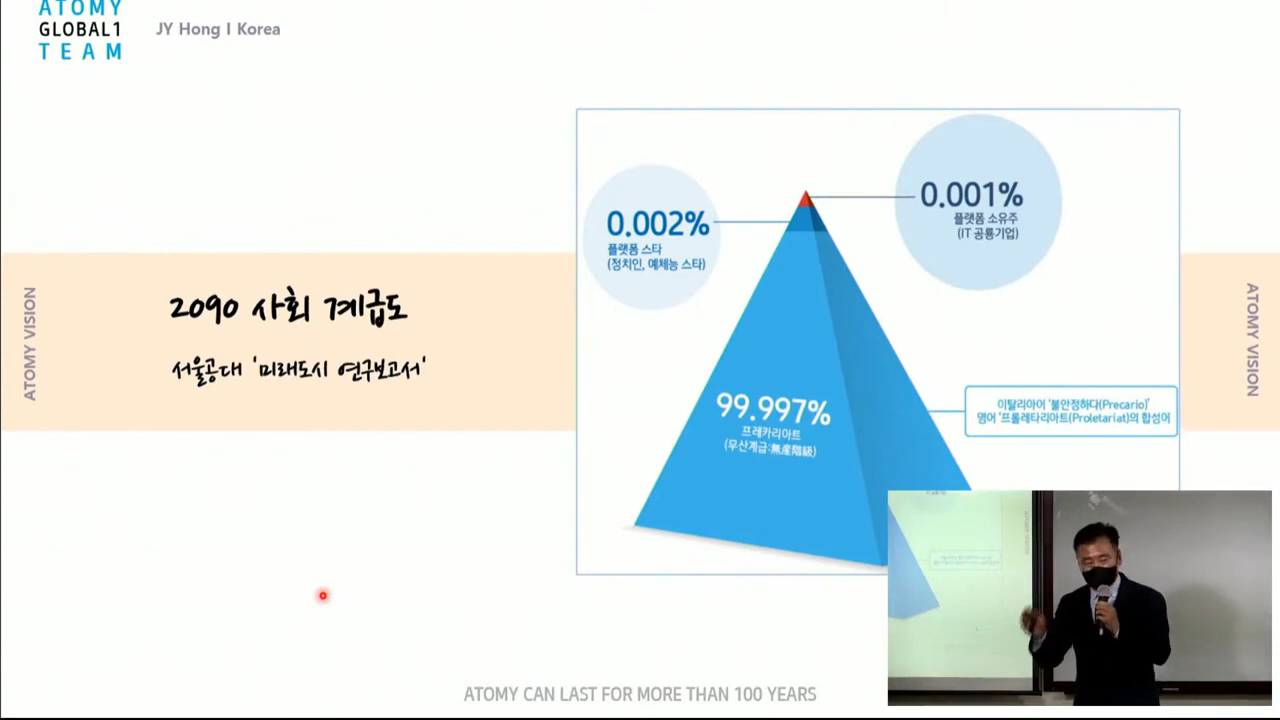 ATOMY
GLOBAL1
TEAM
JY Hong I Korea
0.001%
플랫폼 소유주
(IT 공룡기업)
0.002%
플랫폼 스타
(정치인, 예체능 스타)
ATOMY VISION
2090 사회 계급도
서울공대 '미래도시 연구보고서'
ATOMY VISION
이탈리아어 '불안정하다(Precario)'
영어 '프롤레타리아트(Proletariat)의 합성어
99.997%
프레카리아트
(무산계급:無産階級)
ATOMY CAN LAST FOR MORE THAN 100 YEARS